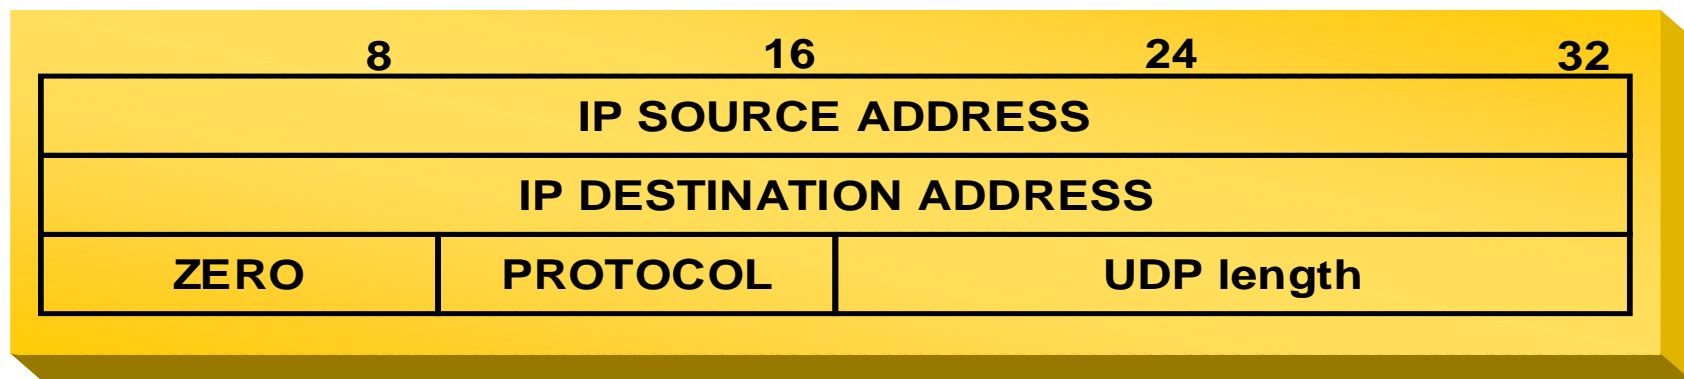 8 16 24 32
IP SOURCE ADDRESS
IP DESTINATION ADDRESS
ZERO PROTOCOL UDP length